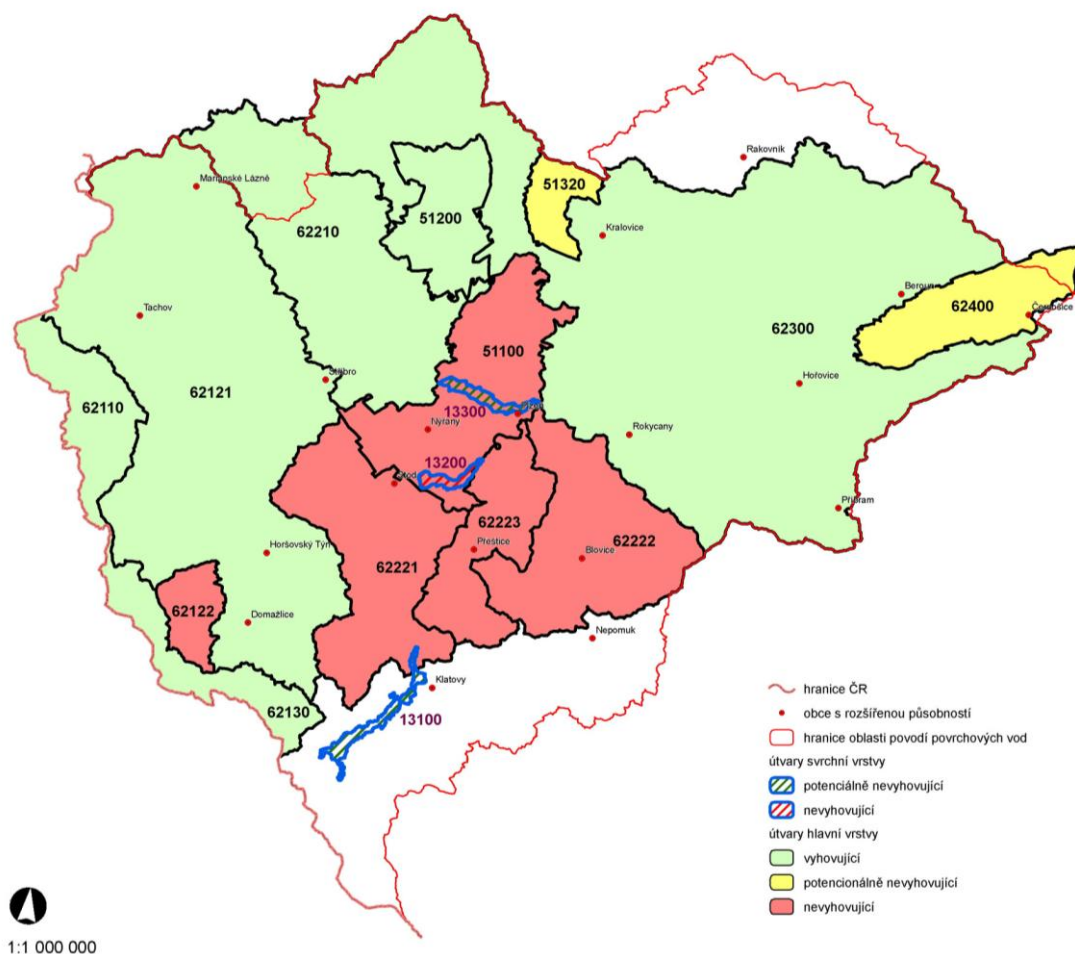 Rakovník
Mariánské Lázně
51320
51200
62210
Kralovice
Beroun
62400
Černošice
Tachov
62300
51100
Hořovice
Stříbro
62121
62110
13300
Plzeň
Nýřany
Rokycany
13200
Stod
Příbram
62223
Přeštice
62222
Blovice
Horšovský Týn
62221
62122
Domažlice
Nepomuk
Klatovy
62130
13100
hranice ČR
obce s rozšířenou působností
hranice oblasti povodí povrchových vod
útvary svrchní vrstvy
potenciálně nevyhovující
nevyhovující
útvary hlavní vrstvy
vyhovující
potencionálně nevyhovující
nevyhovující
1:1 000 000